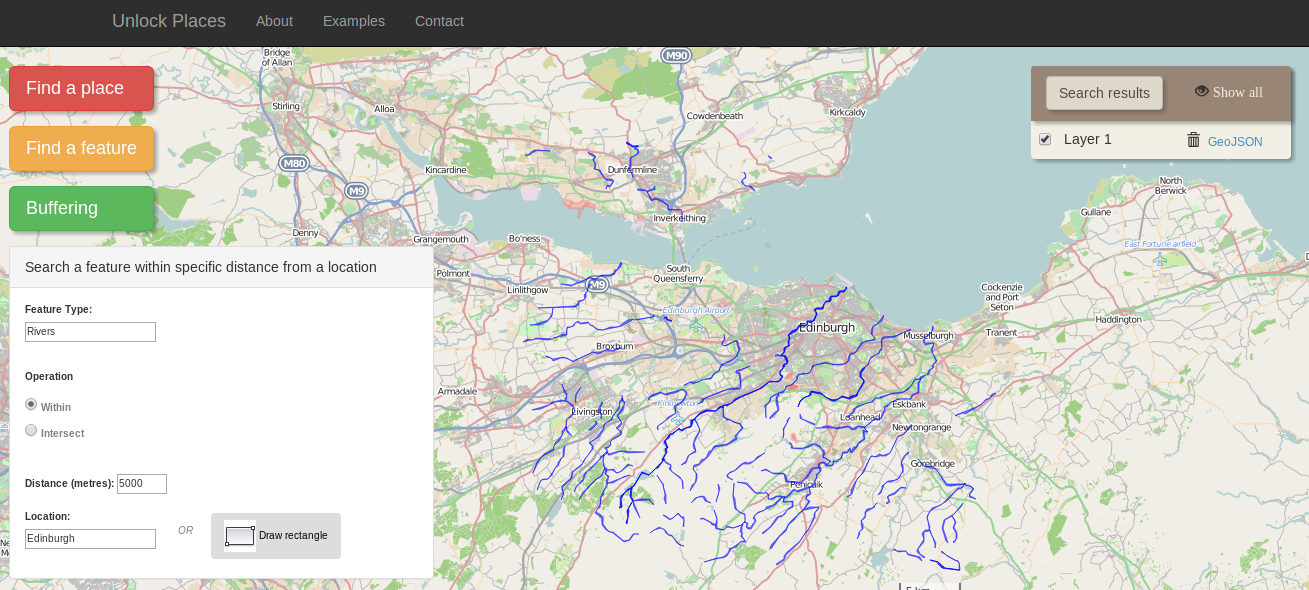 Unlock Places About Examples Contact
Find a place
Find a feature
Buffering
Search a feature within specific distance from a location
Feature Type:
Rivers
Operation
Within
Intersect
Distance (metres): 5000
Location:
Edinburgh
OR
Draw rectangle
Search results
Show all
Layer 1
GeoJSON
Bridge
of Allan
Stirling
Alloa
M90
Cowdenbeath
Kirkcaldy
M80
Kincardine
Dunfermline
M9
Inverkeithing
Denny
Grangemouth
Bo'ness
Polmont
Linlithgow
M9
South
Queensferry
Edinburgh Airport
Edinburgh
Broxburn
Armadale
Livingston
Kirknewton
Musselburgh
Loanhead
Eskbank
Newtongrange
Gorebridge
Penicuik
North
Berwick
Gullane
East Fortune airfield
Cockenzie
and Port
Seton
Tranent
Haddington
5 km